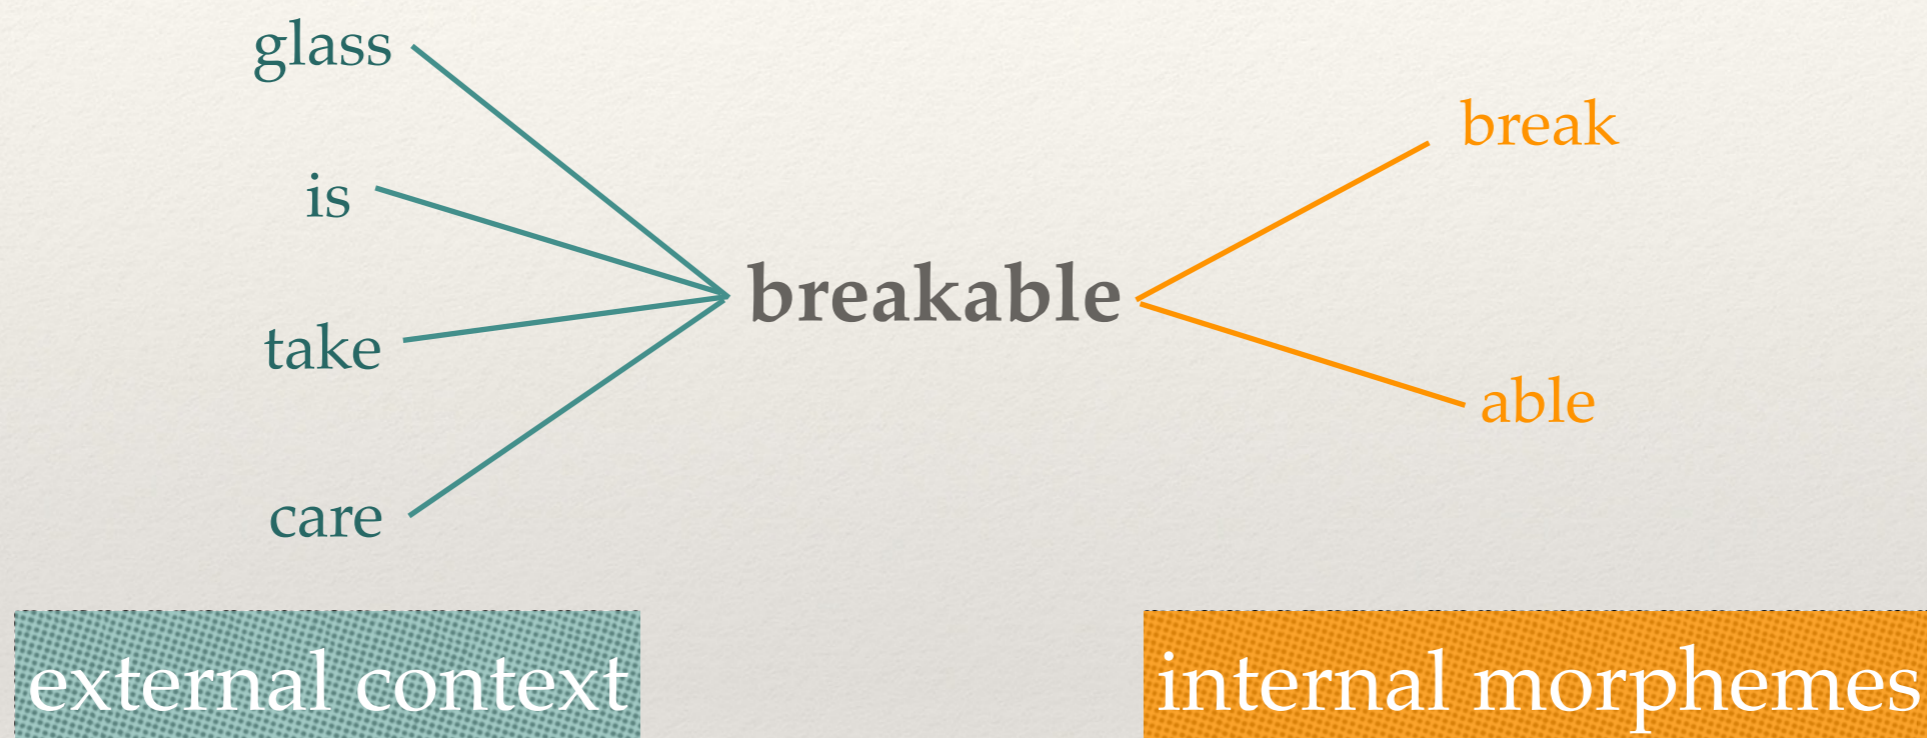 glass
is
take
care
breakable
break
able
external context
internal morphemes